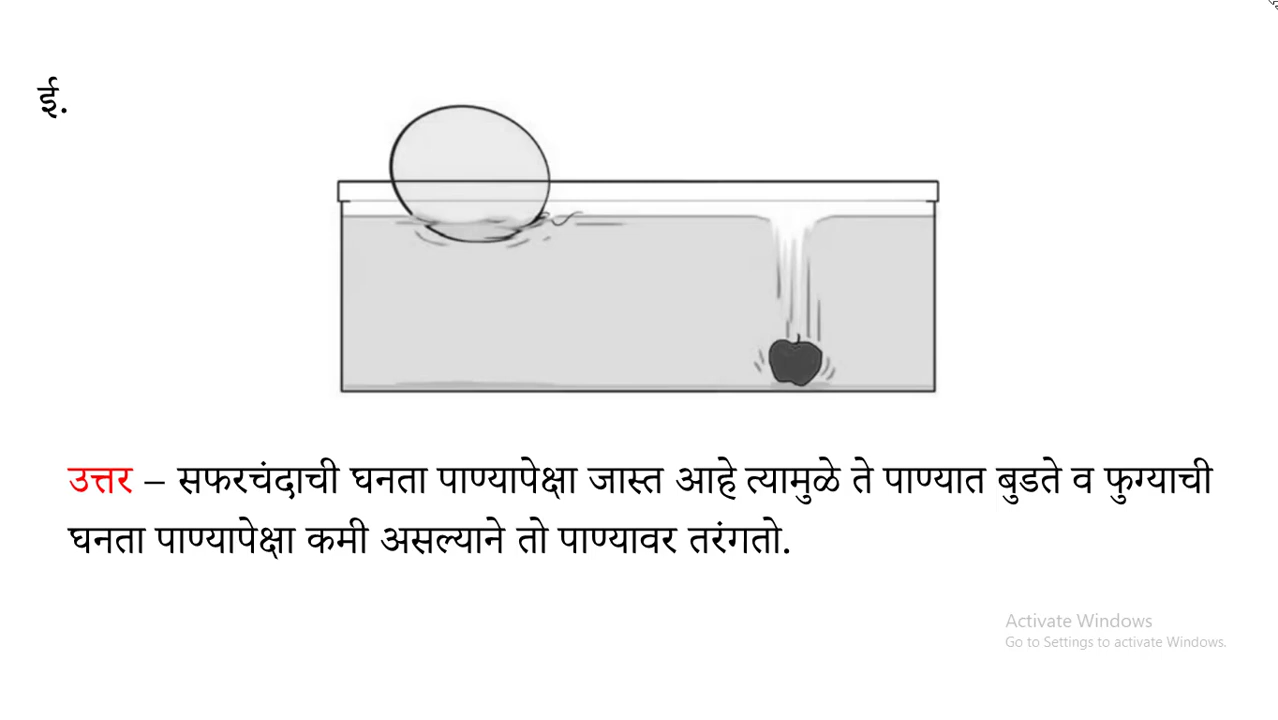 ई.
उत्तर – सफरचंदाची घनता पाण्यापेक्षा जास्त आहे त्यामुळे ते पाण्यात बुडते व फुग्याची
घनता पाण्यापेक्षा कमी असल्याने तो पाण्यावर तरंगतो.
Activate Windows
Go to Settings to activate Windows.